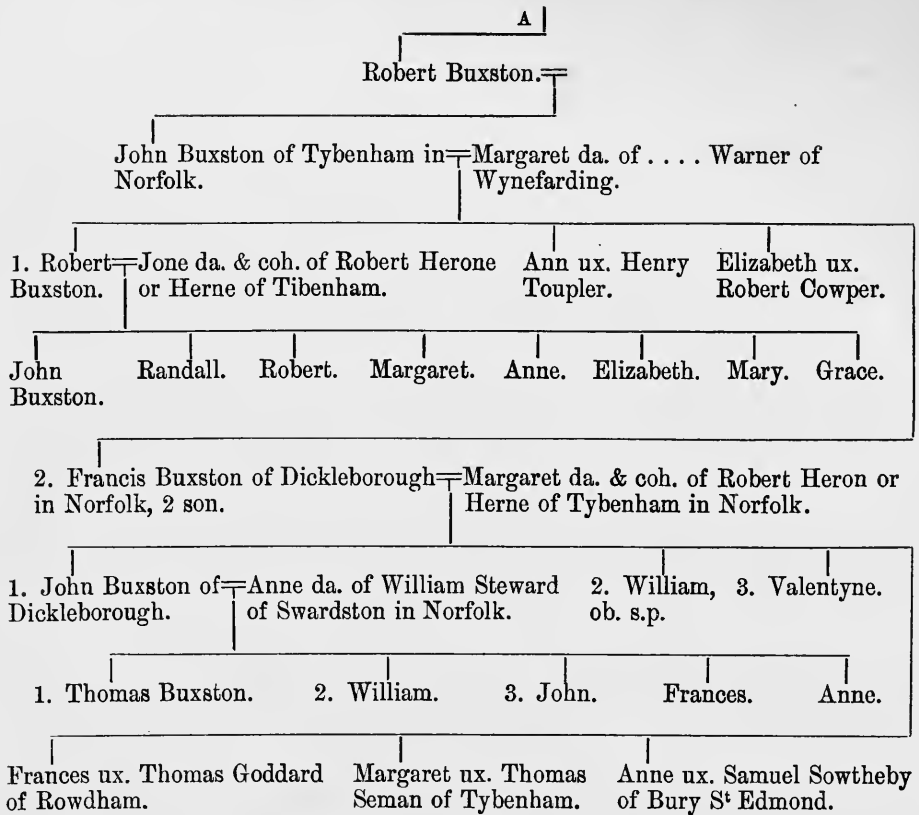 A
Robert Buxston.
John Buxston of Tybenham in Margaret da. of . . . . Warner of
Norfolk. Wynefarding.
1. Robert Jone da. & coh. of Robert Herone Ann ux. Henry Elizabeth ux.
Buxston. or Herne of Tibenham. Toupler. Robert Cowper.
John Randall. Robert. Margaret. Anne. Elizabeth. Mary. Grace.
Buxston.
2. Francis Buxston of Dickleborough Margaret da. & coh. of Robert Heron or
in Norfolk, 2 son. Herne of Tybenham in Norfolk.
1. John Buxston of Anne da. of William Steward 2. William, 3. Valentyne.
Dickleborough. of Swardston in Norfolk. ob. s.p.
1. Thomas Buxston. 2. William. 3. John. Frances. Anne.
Frances ux. Thomas Goddard Margaret ux. Thomas Anne ux. Samuel Sowtheby
of Rowdham. Seman of Tybenham. of Bury Sᵗ Edmond.